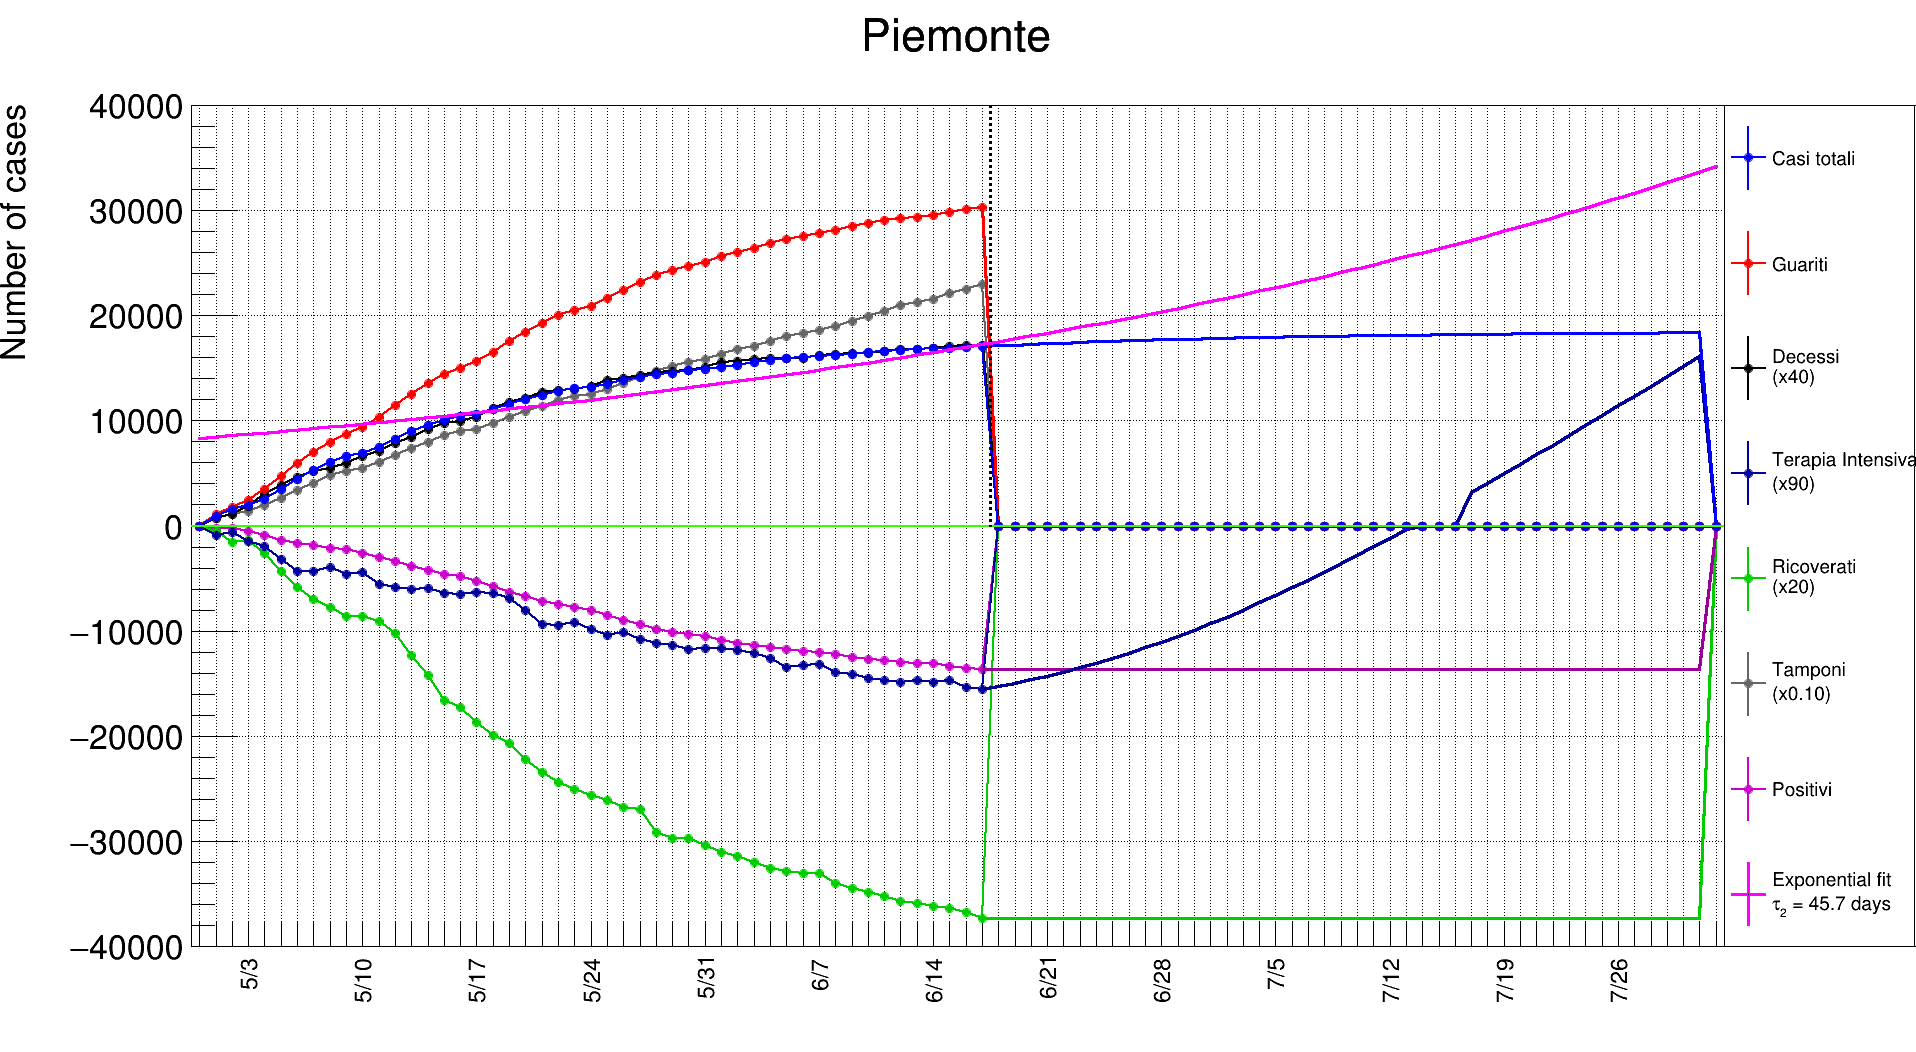 Piemonte
Number of cases
40000
30000
20000
10000
0
−10000
−20000
−30000
−40000
5/3
5/10
5/17
5/24
5/31
6/7
6/14
6/21
6/28
7/5
7/12
7/19
7/26
Casi totali
Guariti
Decessi
(x40)
Terapia Intensiva
(x90)
Ricoverati
(x20)
Tamponi
(x0.10)
Positivi
Exponential fit
τ2 = 45.7 days